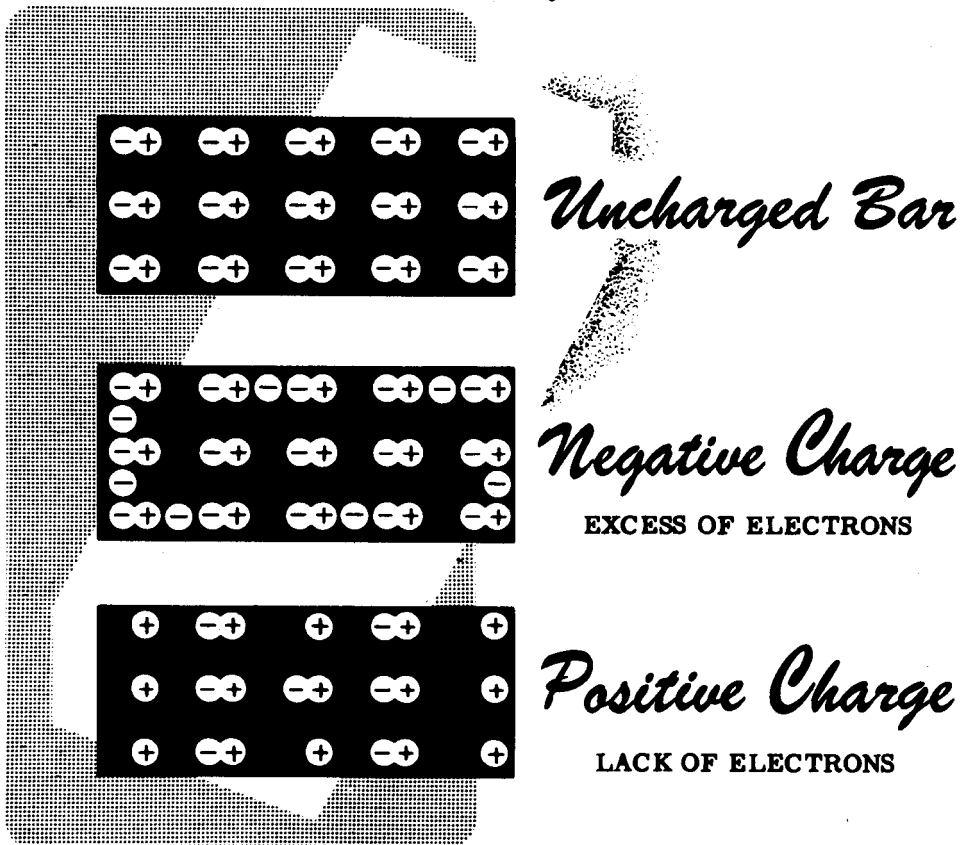 Uncharged Bar
Negative Charge
EXCESS OF ELECTRONS
Positive Charge
LACK OF ELECTRONS